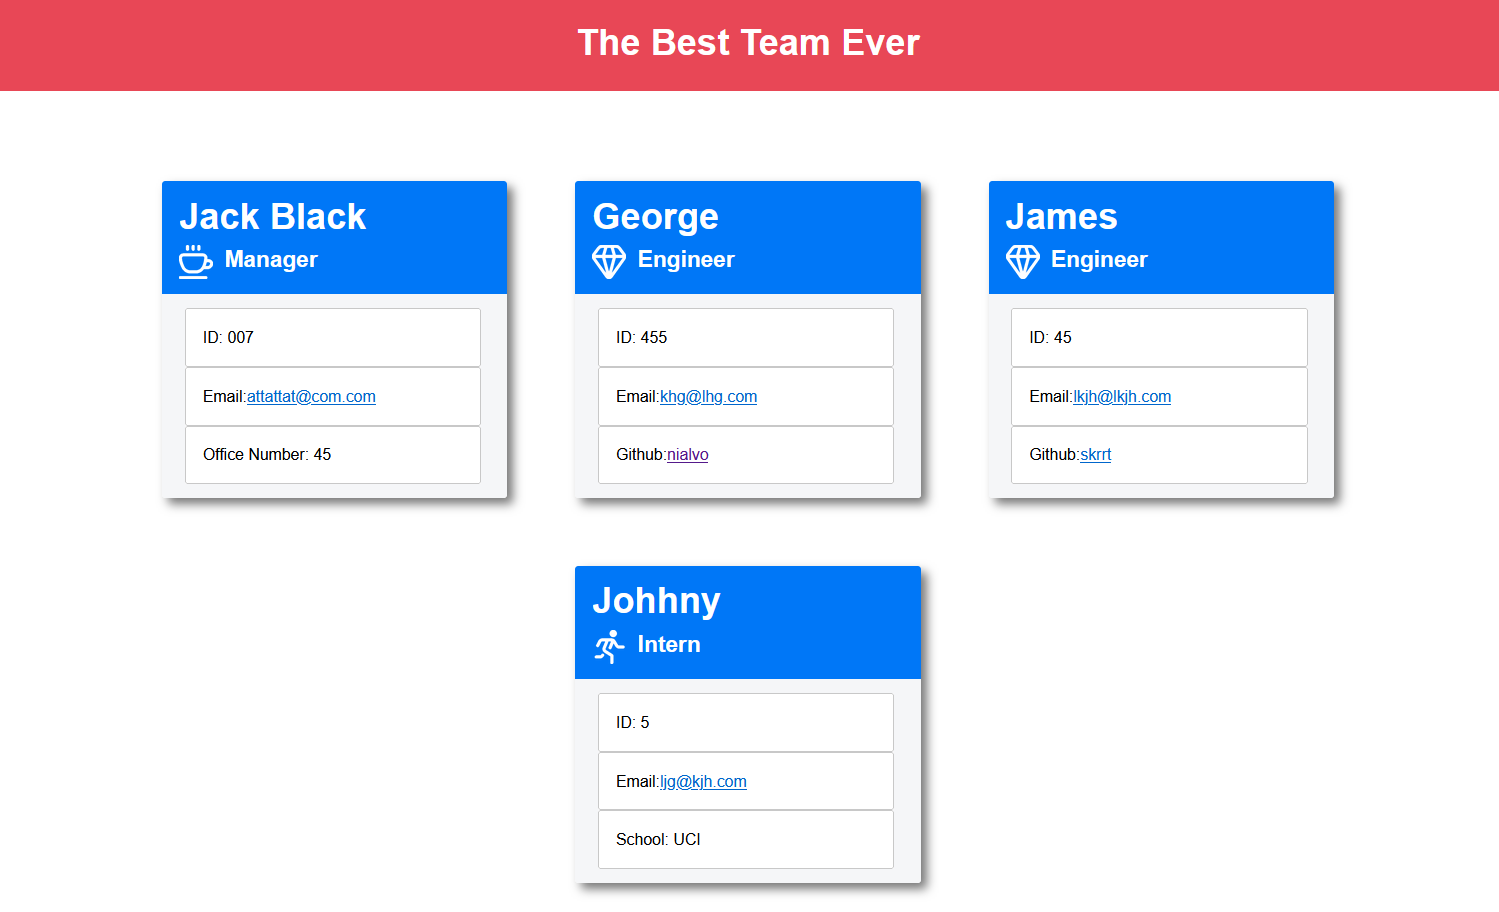 The Best Team Ever
Jack Black
Manager
ID: 007
Email:attattat@com.com
Office Number: 45
George
Engineer
ID: 455
Email:khg@lhg.com
Github:nialvo
James
Engineer
ID: 45
Email:lkjh@lkjh.com
Github:skrrt
Johhny
Intern
ID: 5
Email:ljg@kjh.com
School: UCI